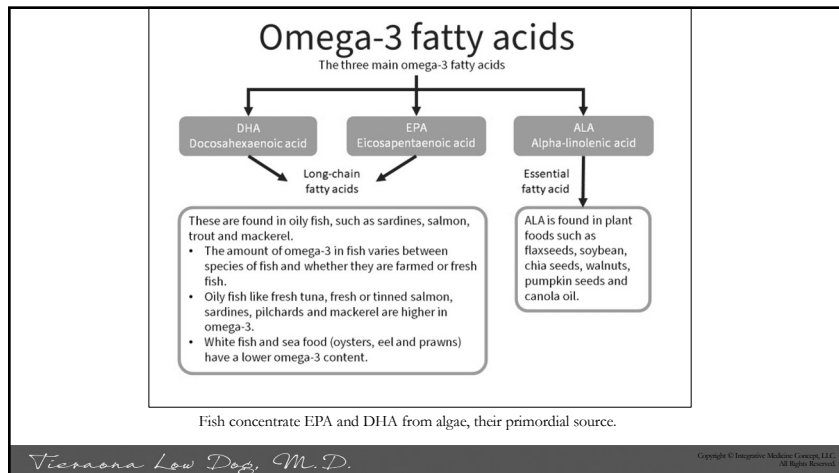 Omega-3 fatty acids
The three main omega-3 fatty acids
DHA
Docosahexaenoic acid
EPA
Eicosapentaenoic acid
ALA
Alpha-linolenic acid
Long-chain
fatty acids
Essential
fatty acid
These are found in oily fish, such as sardines, salmon,
trout and mackerel.
• The amount of omega-3 in fish varies between
species of fish and whether they are farmed or fresh
fish.
• Oily fish like fresh tuna, fresh or tinned salmon,
sardines, pilchards and mackerel are higher in
omega-3.
• White fish and sea food (oysters, eel and prawns)
have a lower omega-3 content.
ALA is found in plant
foods such as
flaxseeds, soybean,
chia seeds, walnuts,
pumpkin seeds and
canola oil.
Fish concentrate EPA and DHA from algae, their primordial source.
Tieraona Low Dog, M.D.
Copyright © Integrative Medicine Concept, LLC.
All Rights Reserved.